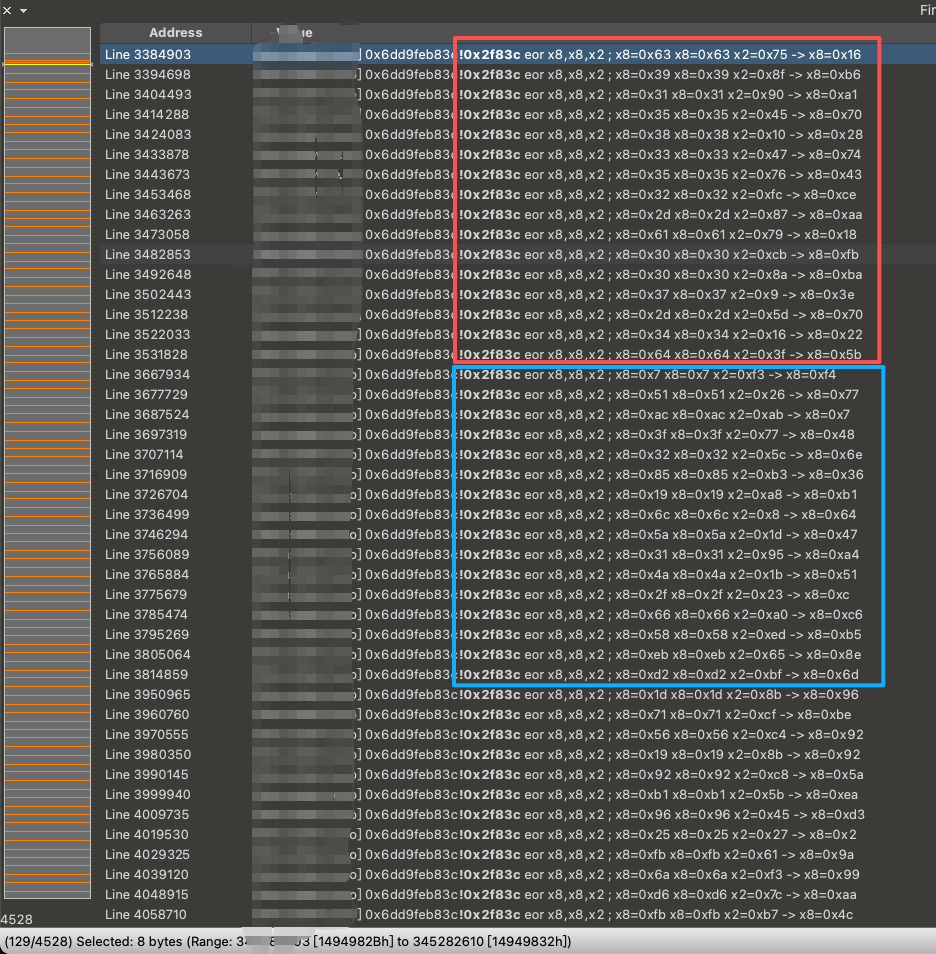 Fi
Address
ue
Line 3384903 ] 0x6dd9feb83c!0x2f83c eor x8,x8,x2 ; x8=0x63 x8=0x63 x2=0x75 -> x8=0x16
Line 3394698 ] 0x6dd9feb83c!0x2f83c eor x8,x8,x2 ; x8=0x39 x8=0x39 x2=0x8f -> x8=0xb6
Line 3404493 ] 0x6dd9feb83c!0x2f83c eor x8,x8,x2 ; x8=0x31 x8=0x31 x2=0x90 -> x8=0xa1
Line 3414288 0x6dd9feb83c!0x2f83c eor x8,x8,x2 ; x8=0x35 x8=0x35 x2=0x45 -> x8=0x70
Line 3424083 0x6dd9feb83c!0x2f83c eor x8,x8,x2 ; x8=0x38 x8=0x38 x2=0x10 -> x8=0x28
Line 3433878 0x6dd9feb83c!0x2f83c eor x8,x8,x2 ; x8=0x33 x8=0x33 x2=0x47 -> x8=0x74
Line 3443673 0x6dd9feb83c!0x2f83c eor x8,x8,x2 ; x8=0x35 x8=0x35 x2=0x76 -> x8=0x43
Line 3453468 0x6dd9feb83c!0x2f83c eor x8,x8,x2 ; x8=0x32 x8=0x32 x2=0xfc -> x8=0xce
Line 3463263 0x6dd9feb83c!0x2f83c eor x8,x8,x2 ; x8=0x2d x8=0x2d x2=0x87 -> x8=0xaa
Line 3473058 0x6dd9feb83c!0x2f83c eor x8,x8,x2 ; x8=0x61 x8=0x61 x2=0x79 -> x8=0x18
Line 3482853 0x6dd9feb83c!0x2f83c eor x8,x8,x2 ; x8=0x30 x8=0x30 x2=0xcb -> x8=0xfb
Line 3492648 0x6dd9feb83c!0x2f83c eor x8,x8,x2 ; x8=0x30 x8=0x30 x2=0x8a -> x8=0xba
Line 3502443 0x6dd9feb83c!0x2f83c eor x8,x8,x2 ; x8=0x37 x8=0x37 x2=0x9 -> x8=0x3e
Line 3512238 ] 0x6dd9feb83c!0x2f83c eor x8,x8,x2 ; x8=0x2d x8=0x2d x2=0x5d -> x8=0x70
Line 3522033 ] 0x6dd9feb83c!0x2f83c eor x8,x8,x2 ; x8=0x34 x8=0x34 x2=0x16 -> x8=0x22
Line 3531828 ] 0x6dd9feb83c!0x2f83c eor x8,x8,x2 ; x8=0x64 x8=0x64 x2=0x3f -> x8=0x5b
Line 3667934 ] 0x6dd9feb83c!0x2f83c eor x8,x8,x2 ; x8=0x7 x8=0x7 x2=0xf3 -> x8=0xf4
Line 3677729 ] 0x6dd9feb83c!0x2f83c eor x8,x8,x2 ; x8=0x51 x8=0x51 x2=0x26 -> x8=0x77
Line 3687524 ] 0x6dd9feb83c!0x2f83c eor x8,x8,x2 ; x8=0xac x8=0xac x2=0xab -> x8=0x7
Line 3697319 o] 0x6dd9feb83c!0x2f83c eor x8,x8,x2 ; x8=0x3f x8=0x3f x2=0x77 -> x8=0x48
Line 3707114 o] 0x6dd9feb83c!0x2f83c eor x8,x8,x2 ; x8=0x32 x8=0x32 x2=0x5c -> x8=0x6e
Line 3716909 o] 0x6dd9feb83c!0x2f83c eor x8,x8,x2 ; x8=0x85 x8=0x85 x2=0xb3 -> x8=0x36
Line 3726704 o] 0x6dd9feb83c!0x2f83c eor x8,x8,x2 ; x8=0x19 x8=0x19 x2=0xa8 -> x8=0xb1
Line 3736499 o] 0x6dd9feb83c!0x2f83c eor x8,x8,x2 ; x8=0x6c x8=0x6c x2=0x8 -> x8=0x64
Line 3746294 o] 0x6dd9feb83c!0x2f83c eor x8,x8,x2 ; x8=0x5a x8=0x5a x2=0x1d -> x8=0x47
Line 3756089 ] 0x6dd9feb83c!0x2f83c eor x8,x8,x2 ; x8=0x31 x8=0x31 x2=0x95 -> x8=0xa4
Line 3765884 ] 0x6dd9feb83c!0x2f83c eor x8,x8,x2 ; x8=0x4a x8=0x4a x2=0x1b -> x8=0x51
Line 3775679 ] 0x6dd9feb83c!0x2f83c eor x8,x8,x2 ; x8=0x2f x8=0x2f x2=0x23 -> x8=0xc
Line 3785474 ] 0x6dd9feb83c!0x2f83c eor x8,x8,x2 ; x8=0x66 x8=0x66 x2=0xa0 -> x8=0xc6
Line 3795269 ] 0x6dd9feb83c!0x2f83c eor x8,x8,x2 ; x8=0x58 x8=0x58 x2=0xed -> x8=0xb5
Line 3805064 ] 0x6dd9feb83c!0x2f83c eor x8,x8,x2 ; x8=0xeb x8=0xeb x2=0x65 -> x8=0x8e
Line 3814859 ] 0x6dd9feb83c!0x2f83c eor x8,x8,x2 ; x8=0xd2 x8=0xd2 x2=0xbf -> x8=0x6d
Line 3950965 ] 0x6dd9feb83c!0x2f83c eor x8,x8,x2 ; x8=0x1d x8=0x1d x2=0x8b -> x8=0x96
Line 3960760 ] 0x6dd9feb83c!0x2f83c eor x8,x8,x2 ; x8=0x71 x8=0x71 x2=0xcf -> x8=0xbe
Line 3970555 ] 0x6dd9feb83c!0x2f83c eor x8,x8,x2 ; x8=0x56 x8=0x56 x2=0xc4 -> x8=0x92
Line 3980350 ] 0x6dd9feb83c!0x2f83c eor x8,x8,x2 ; x8=0x19 x8=0x19 x2=0x8b -> x8=0x92
Line 3990145 ] 0x6dd9feb83c!0x2f83c eor x8,x8,x2 ; x8=0x92 x8=0x92 x2=0xc8 -> x8=0x5a
Line 3999940 ] 0x6dd9feb83c!0x2f83c eor x8,x8,x2 ; x8=0xb1 x8=0xb1 x2=0x5b -> x8=0xea
Line 4009735 ] 0x6dd9feb83c!0x2f83c eor x8,x8,x2 ; x8=0x96 x8=0x96 x2=0x45 -> x8=0xd3
Line 4019530 ] 0x6dd9feb83c!0x2f83c eor x8,x8,x2 ; x8=0x25 x8=0x25 x2=0x27 -> x8=0x2
Line 4029325 o] 0x6dd9feb83c!0x2f83c eor x8,x8,x2 ; x8=0xfb x8=0xfb x2=0x61 -> x8=0x9a
Line 4039120 o] 0x6dd9feb83c!0x2f83c eor x8,x8,x2 ; x8=0x6a x8=0x6a x2=0xf3 -> x8=0x99
Line 4048915 o] 0x6dd9feb83c!0x2f83c eor x8,x8,x2 ; x8=0xd6 x8=0xd6 x2=0x7c -> x8=0xaa
Line 4058710 ] 0x6dd9feb83c!0x2f83c eor x8,x8,x2 ; x8=0xfb x8=0xfb x2=0xb7 -> x8=0x4c
4528
(129/4528) Selected: 8 bytes (Range: 34 [1494982Bh] to 345282610 [14949832h])